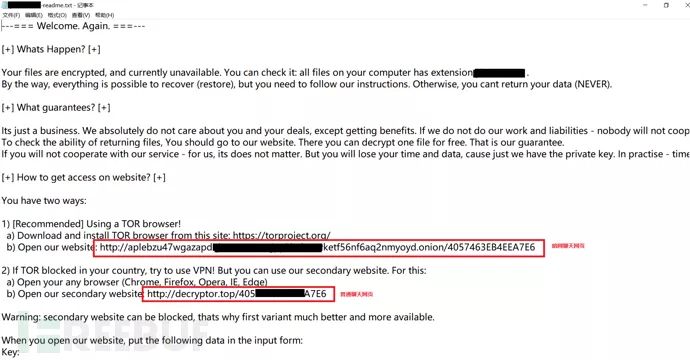 -readme.txt - 记事本
文件(F) 编辑(E) 格式(O) 查看(V) 帮助(H)
---=== Welcome. Again. ===---
[+] Whats Happen? [+]
Your files are encrypted, and currently unavailable. You can check it: all files on your computer has extension .
By the way, everything is possible to recover (restore), but you need to follow our instructions. Otherwise, you cant return your data (NEVER).
[+] What guarantees? [+]
Its just a business. We absolutely do not care about you and your deals, except getting benefits. If we do not do our work and liabilities - nobody will not coop
To check the ability of returning files, You should go to our website. There you can decrypt one file for free. That is our guarantee.
If you will not cooperate with our service - for us, its does not matter. But you will lose your time and data, cause just we have the private key. In practise - time
[+] How to get access on website? [+]
You have two ways:
1) [Recommended] Using a TOR browser!
a) Download and install TOR browser from this site: https://torproject.org/
b) Open our website: http://aplebzu47wgazapd ketf56nf6aq2nmyoyd.onion/4057463EB4EEA7E6 暗网聊天网页
2) If TOR blocked in your country, try to use VPN! But you can use our secondary website. For this:
a) Open your any browser (Chrome, Firefox, Opera, IE, Edge)
b) Open our secondary website: http://decryptor.top/405 A7E6 普通聊天网页
Warning: secondary website can be blocked, thats why first variant much better and more available.
When you open our website, put the following data in the input form:
Key:
FREEBUF